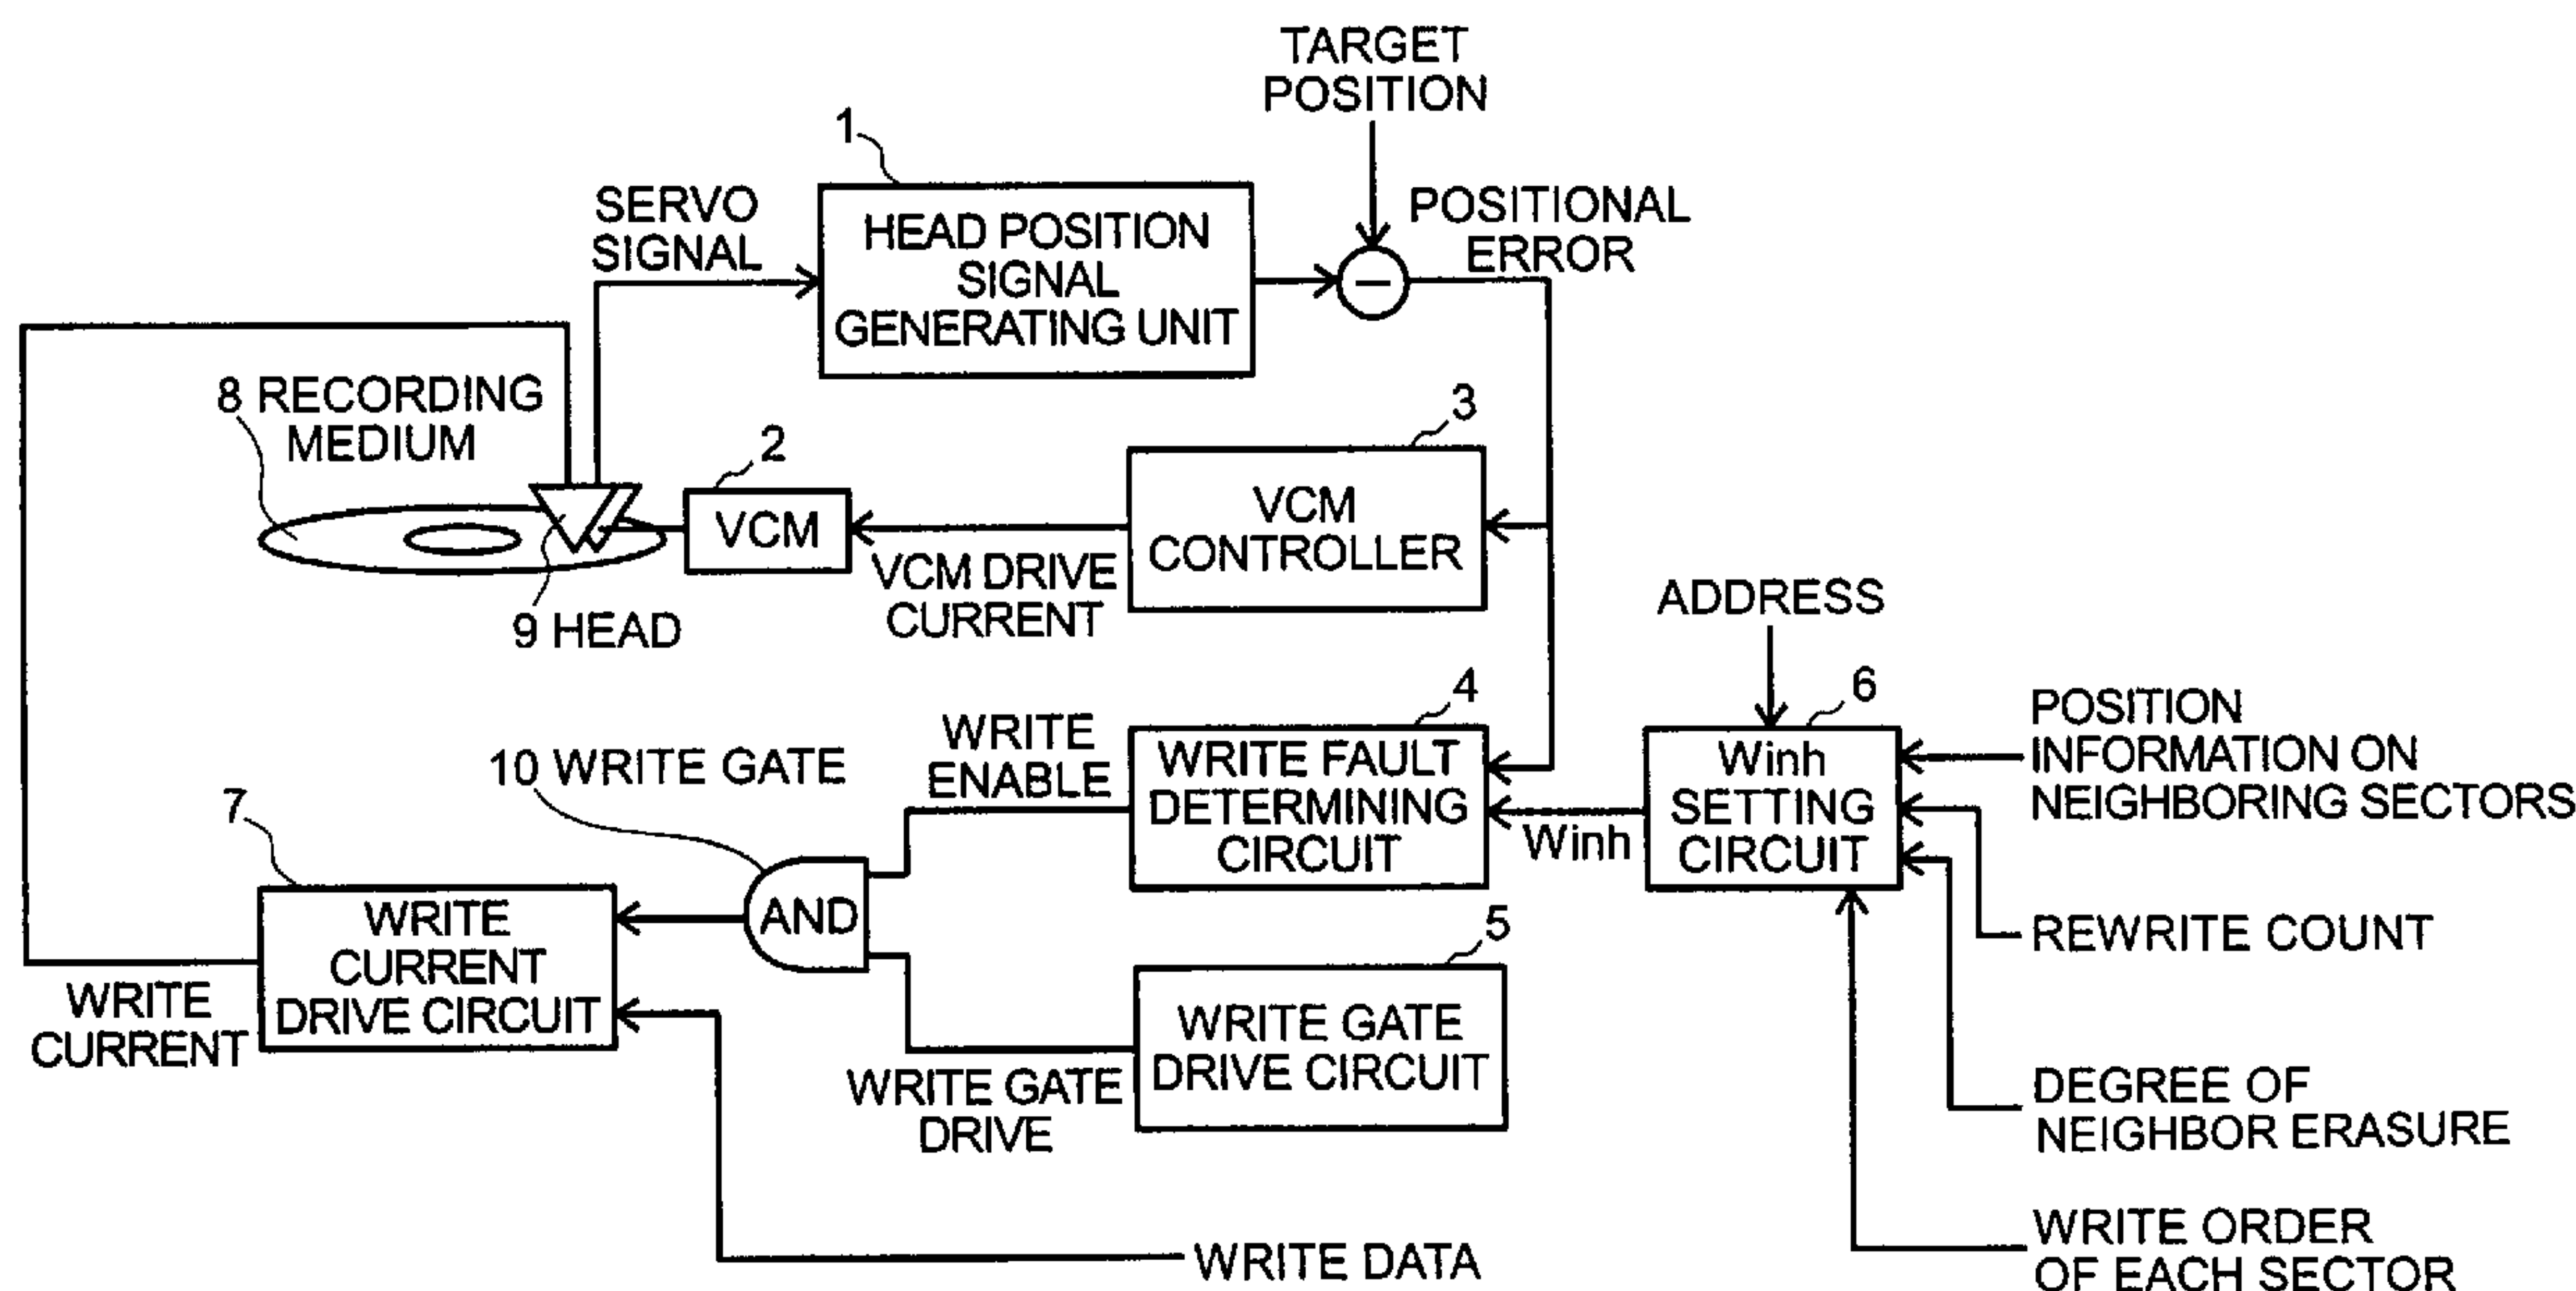 TARGET
POSITION
1
SERVO
SIGNAL
HEAD POSITION
SIGNAL
GENERATING UNIT
−
POSITIONAL
ERROR
8 RECORDING
MEDIUM
2
VCM
3
VCM
CONTROLLER
VCM DRIVE
CURRENT
9 HEAD
ADDRESS
4
WRITE FAULT
DETERMINING
CIRCUIT
WRITE
ENABLE
10 WRITE GATE
6
Winh
SETTING
CIRCUIT
Winh
POSITION
INFORMATION ON
NEIGHBORING SECTORS
REWRITE COUNT
DEGREE OF
NEIGHBOR ERASURE
WRITE ORDER
OF EACH SECTOR
7
WRITE
CURRENT
DRIVE CIRCUIT
AND
5
WRITE GATE
DRIVE CIRCUIT
WRITE
CURRENT
WRITE GATE
DRIVE
WRITE DATA